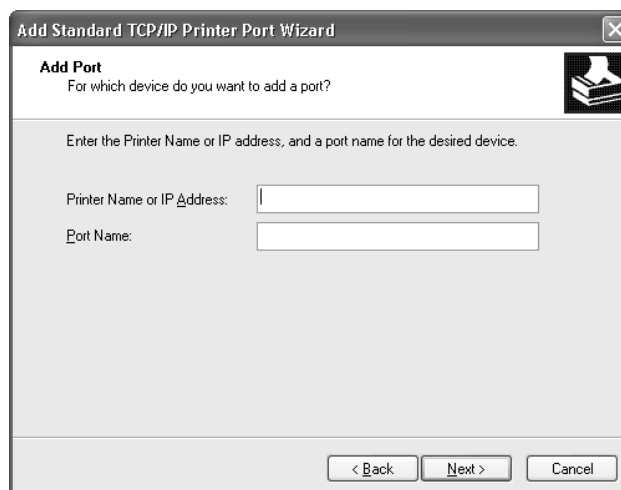 Add Standard TCP/IP Printer Port Wizard
Add Port
For which device do you want to add a port?
Enter the Printer Name or IP address, and a port name for the desired device.
Printer Name or IP Address:
Port Name:
< Back Next > Cancel